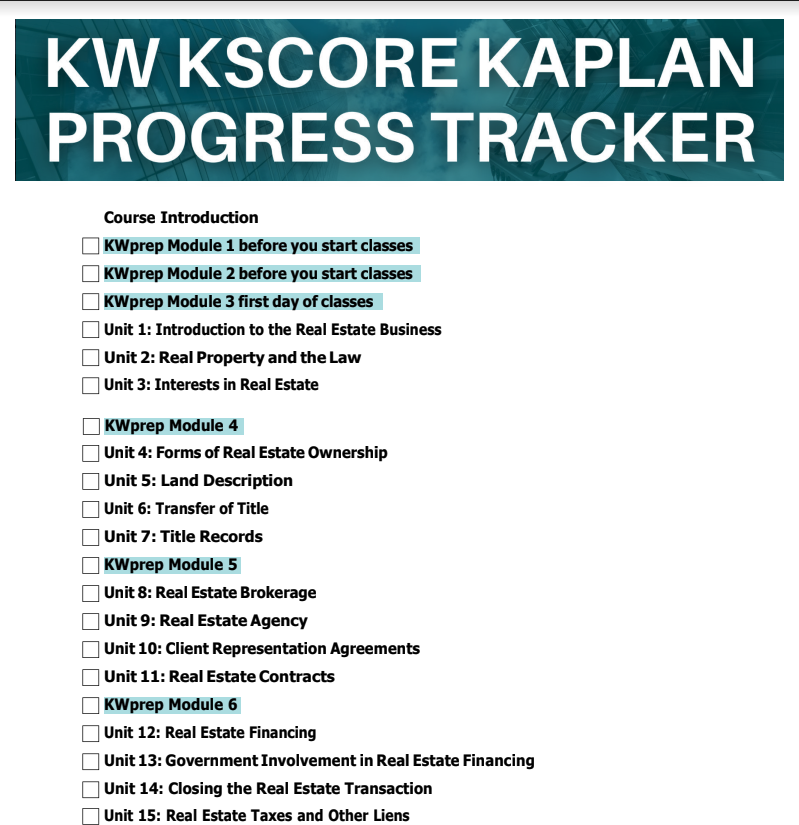 KW KSCORE KAPLAN
PROGRESS TRACKER
Course Introduction
KWprep Module 1 before you start classes
KWprep Module 2 before you start classes
KWprep Module 3 first day of classes
Unit 1: Introduction to the Real Estate Business
Unit 2: Real Property and the Law
Unit 3: Interests in Real Estate
KWprep Module 4
Unit 4: Forms of Real Estate Ownership
Unit 5: Land Description
Unit 6: Transfer of Title
Unit 7: Title Records
KWprep Module 5
Unit 8: Real Estate Brokerage
Unit 9: Real Estate Agency
Unit 10: Client Representation Agreements
Unit 11: Real Estate Contracts
KWprep Module 6
Unit 12: Real Estate Financing
Unit 13: Government Involvement in Real Estate Financing
Unit 14: Closing the Real Estate Transaction
Unit 15: Real Estate Taxes and Other Liens